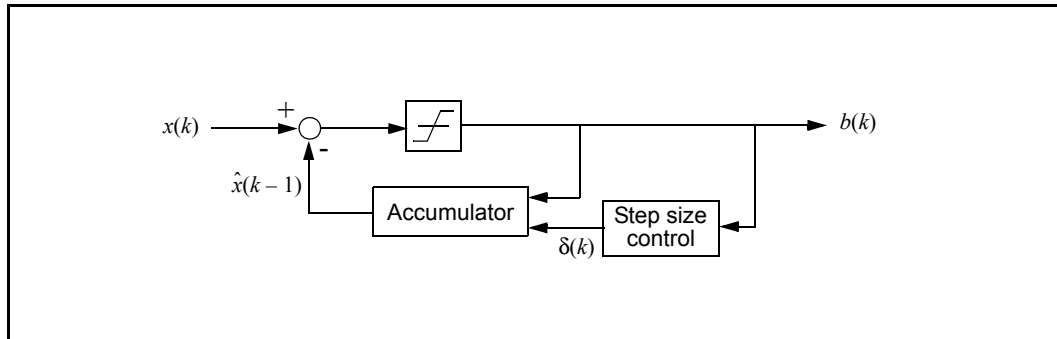 x(k)
+
-
b(k)
x̂(k – 1)
Accumulator
Step size
control
δ(k)